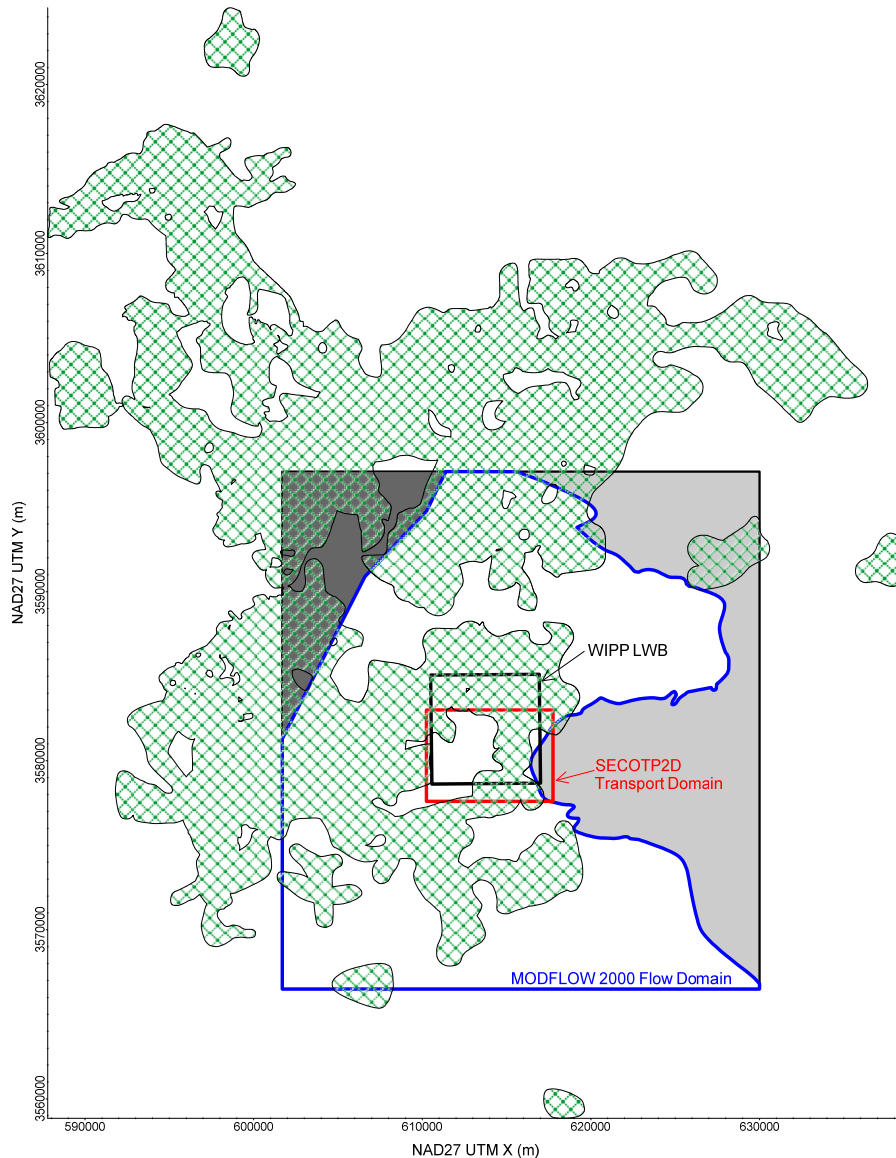 3620000
3610000
3600000
3590000
3580000
3570000
3560000
NAD27 UTM Y (m)
WIPP LWB
SECOTP2D
Transport Domain
MODFLOW 2000 Flow Domain
590000
600000
610000
620000
630000
NAD27 UTM X (m)